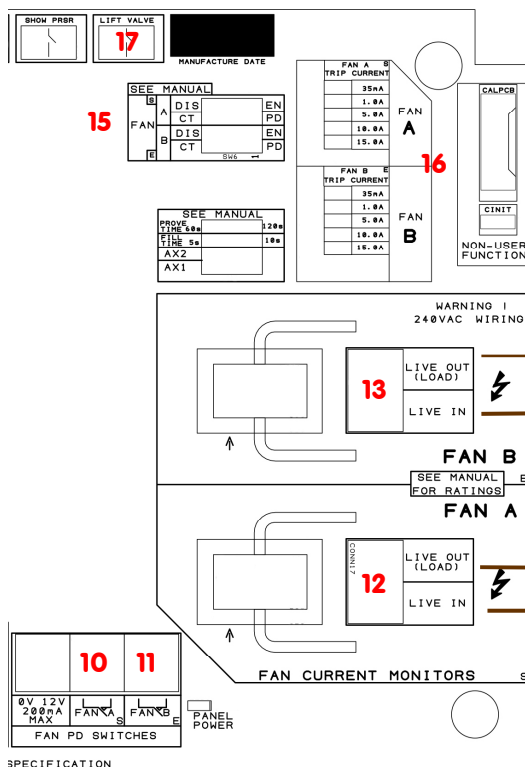 SHOW PRSR
LIFT VALVE
17
MANUFACTURE DATE
SEE MANUAL
15
S
FAN
E
A
B
DIS
CT
DIS
CT
EN
PD
EN
PD
SW6
1
FAN A S
TRIP CURRENT
35mA
1.0A
5.0A
10.0A
15.0A
FAN
A
16
FAN B E
TRIP CURRENT
35mA
1.0A
5.0A
10.0A
15.0A
FAN
B
CALPCB
CINIT
NON-USER
FUNCTION
SEE MANUAL
PROVE
TIME 60s
120s
FILL
TIME 5s
10s
AX2
AX1
WARNING !
240VAC WIRING
13
LIVE OUT
(LOAD)
LIVE IN
FAN B
SEE MANUAL
FOR RATINGS
E
FAN A
CONN17
12
LIVE OUT
(LOAD)
LIVE IN
FAN CURRENT MONITORS
S
10
11
0V 12V
200mA
MAX
FAN A
S
FAN B
E
FAN PD SWITCHES
PANEL
POWER
SPECIFICATION